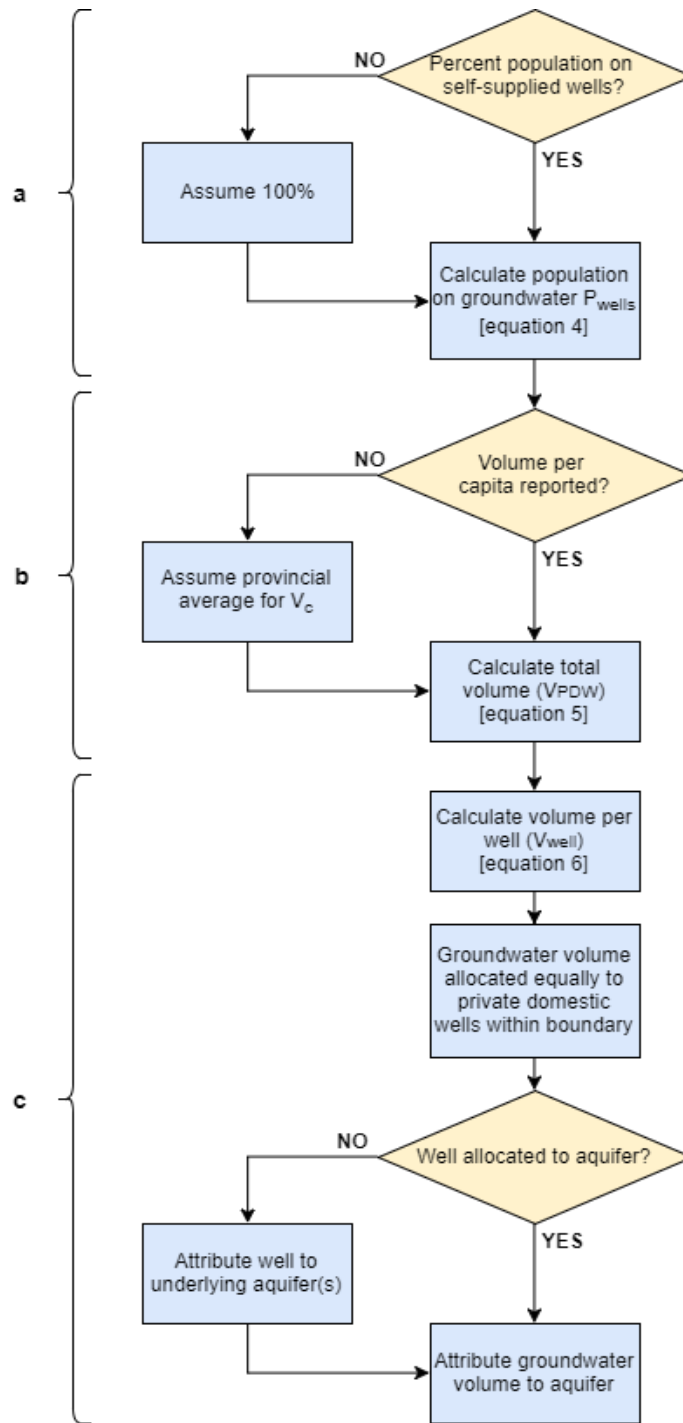 Percent population on
self-supplied wells?
NO
YES
a
Assume 100%
Calculate population
on groundwater Pwells
[equation 4]
NO
Volume per
capita reported?
YES
b
Assume provincial
average for Vc
Calculate total
volume (VPDW)
[equation 5]
Calculate volume per
well (Vwell)
[equation 6]
Groundwater volume
allocated equally to
private domestic
wells within boundary
c
NO
Well allocated to aquifer?
YES
Attribute well to
underlying aquifer(s)
Attribute groundwater
volume to aquifer